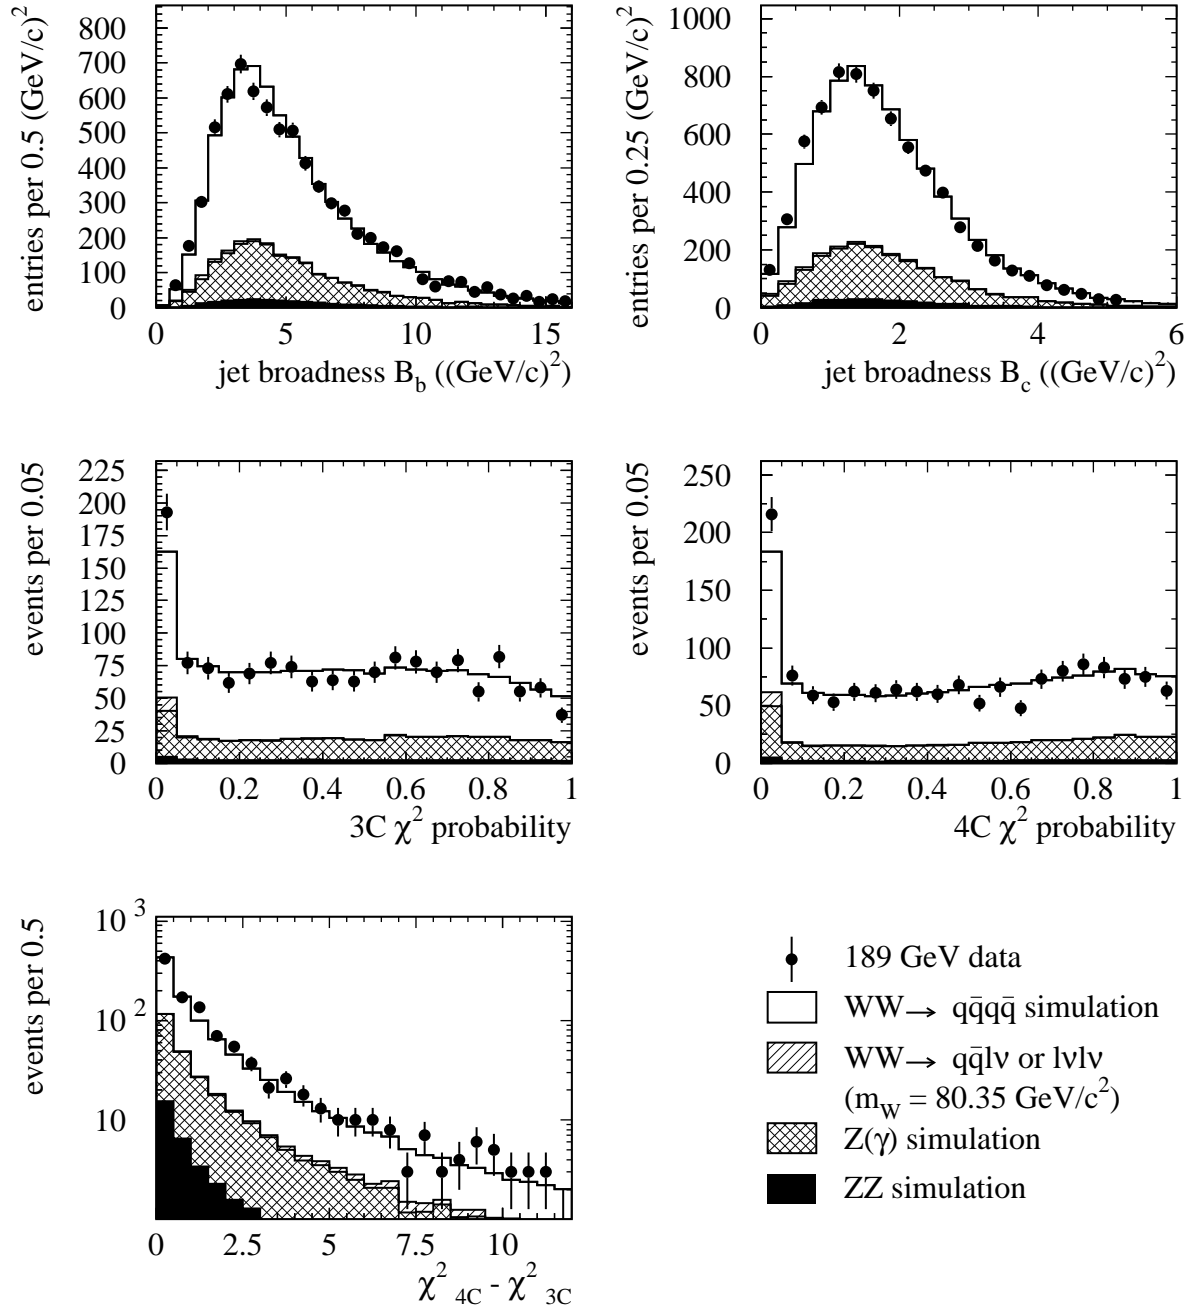 entries per 0.5 (GeV/c)²
800
700
600
500
400
300
200
100
0
0 5 10 15
jet broadness B_b ((GeV/c)²)
entries per 0.25 (GeV/c)²
1000
800
600
400
200
0
0 2 4 6
jet broadness B_c ((GeV/c)²)
events per 0.05
225
200
175
150
125
100
75
50
25
0
0 0.2 0.4 0.6 0.8 1
3C χ² probability
events per 0.05
250
200
150
100
50
0
0 0.2 0.4 0.6 0.8 1
4C χ² probability
events per 0.5
10³
10²
10
0 2.5 5 7.5 10
χ²_4C - χ²_3C
189 GeV data
WW→ qq̄qq̄ simulation
WW→ qq̄lν or lνlν
(m_W = 80.35 GeV/c²)
Z(γ) simulation
ZZ simulation